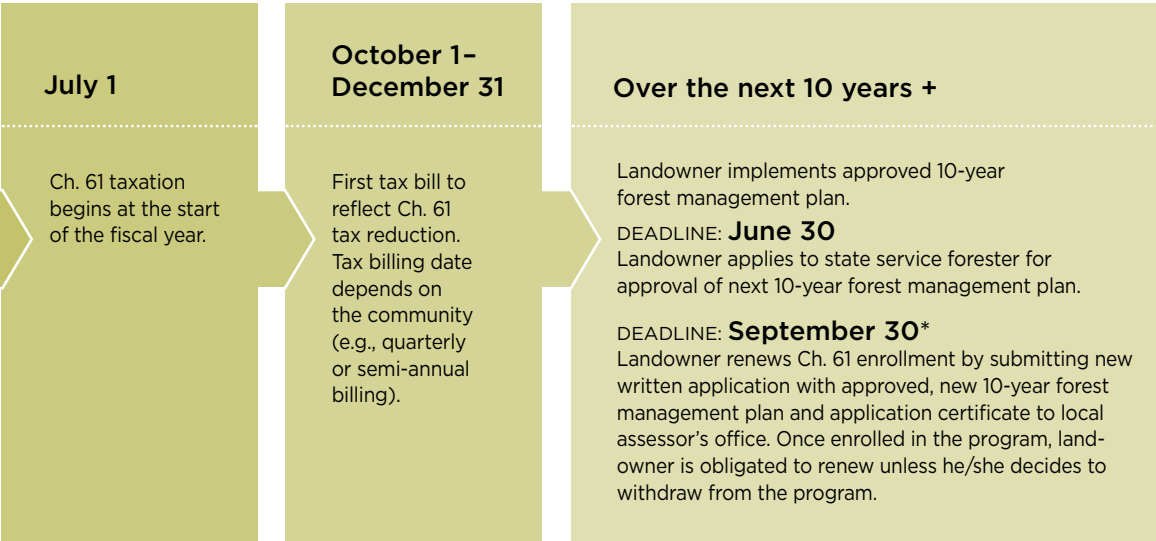 July 1
Ch. 61 taxation
begins at the start
of the fiscal year.
October 1–
December 31
First tax bill to
reflect Ch. 61
tax reduction.
Tax billing date
depends on
the community
(e.g., quarterly
or semi-annual
billing).
Over the next 10 years +
Landowner implements approved 10-year
forest management plan.
DEADLINE: June 30
Landowner applies to state service forester for
approval of next 10-year forest management plan.
DEADLINE: September 30*
Landowner renews Ch. 61 enrollment by submitting new
written application with approved, new 10-year forest
management plan and application certificate to local
assessor’s office. Once enrolled in the program, land-
owner is obligated to renew unless he/she decides to
withdraw from the program.